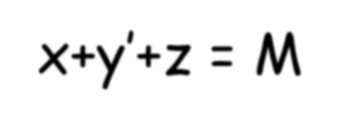 x+y'+z = M